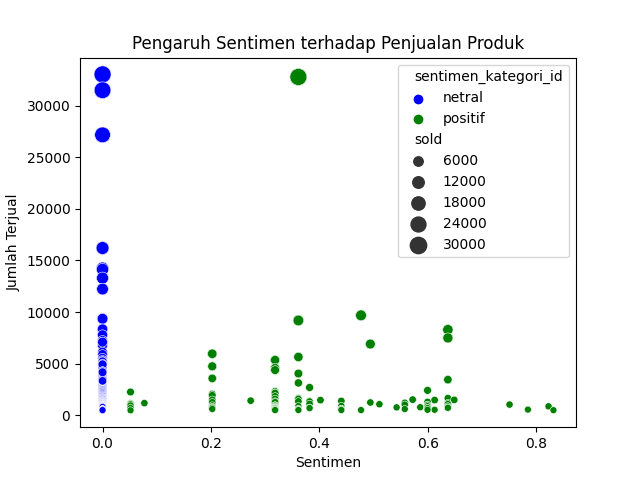 Pengaruh Sentimen terhadap Penjualan Produk
Jumlah Terjual
30000
25000
20000
15000
10000
5000
0
0.0
0.2
0.4
0.6
0.8
Sentimen
sentimen_kategori_id
netral
positif
sold
6000
12000
18000
24000
30000